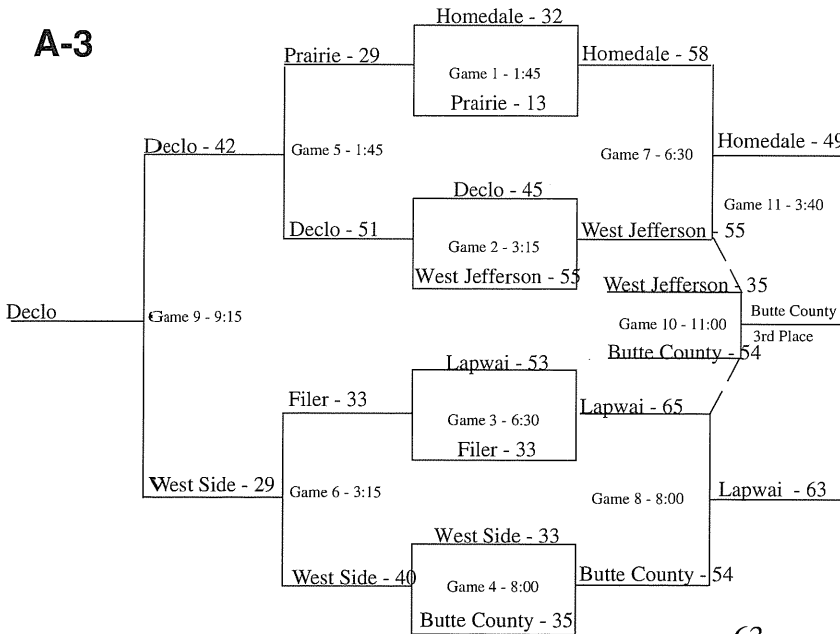 A-3
Homedale - 32
Prairie - 29
Homedale - 58
Game 1 - 1:45
Prairie - 13
Declo - 42
Game 5 - 1:45
Game 7 - 6:30
Homedale - 49
Declo - 45
Game 11 - 3:40
Declo - 51
West Jefferson - 55
Game 2 - 3:15
West Jefferson - 55
West Jefferson - 35
Declo
Game 9 - 9:15
Game 10 - 11:00
Butte County
3rd Place
Butte County - 54
Lapwai - 53
Filer - 33
Lapwai - 65
Game 3 - 6:30
Filer - 33
West Side - 29
Game 6 - 3:15
Game 8 - 8:00
Lapwai - 63
West Side - 33
West Side - 40
Butte County - 54
Game 4 - 8:00
Butte County - 35